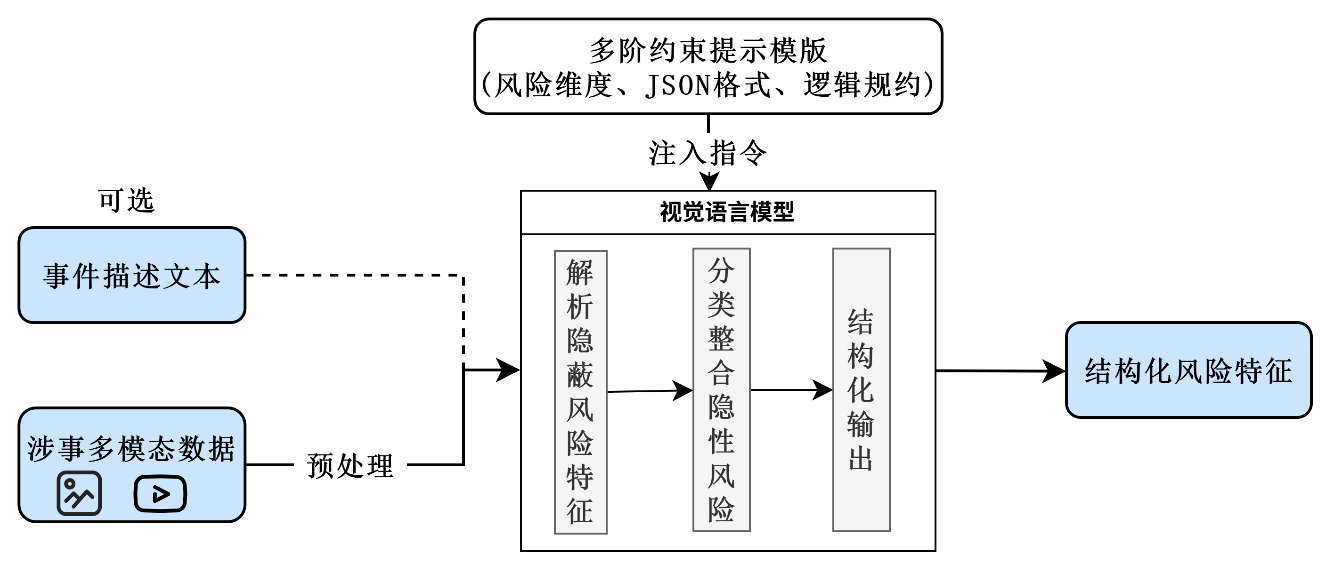 多阶约束提示模版
(风险维度、JSON格式、逻辑规约)
注入指令
可选
事件描述文本
涉事多模态数据
预处理
视觉语言模型
解析隐蔽风险特征
分类整合隐性风险
结构化输出
结构化风险特征